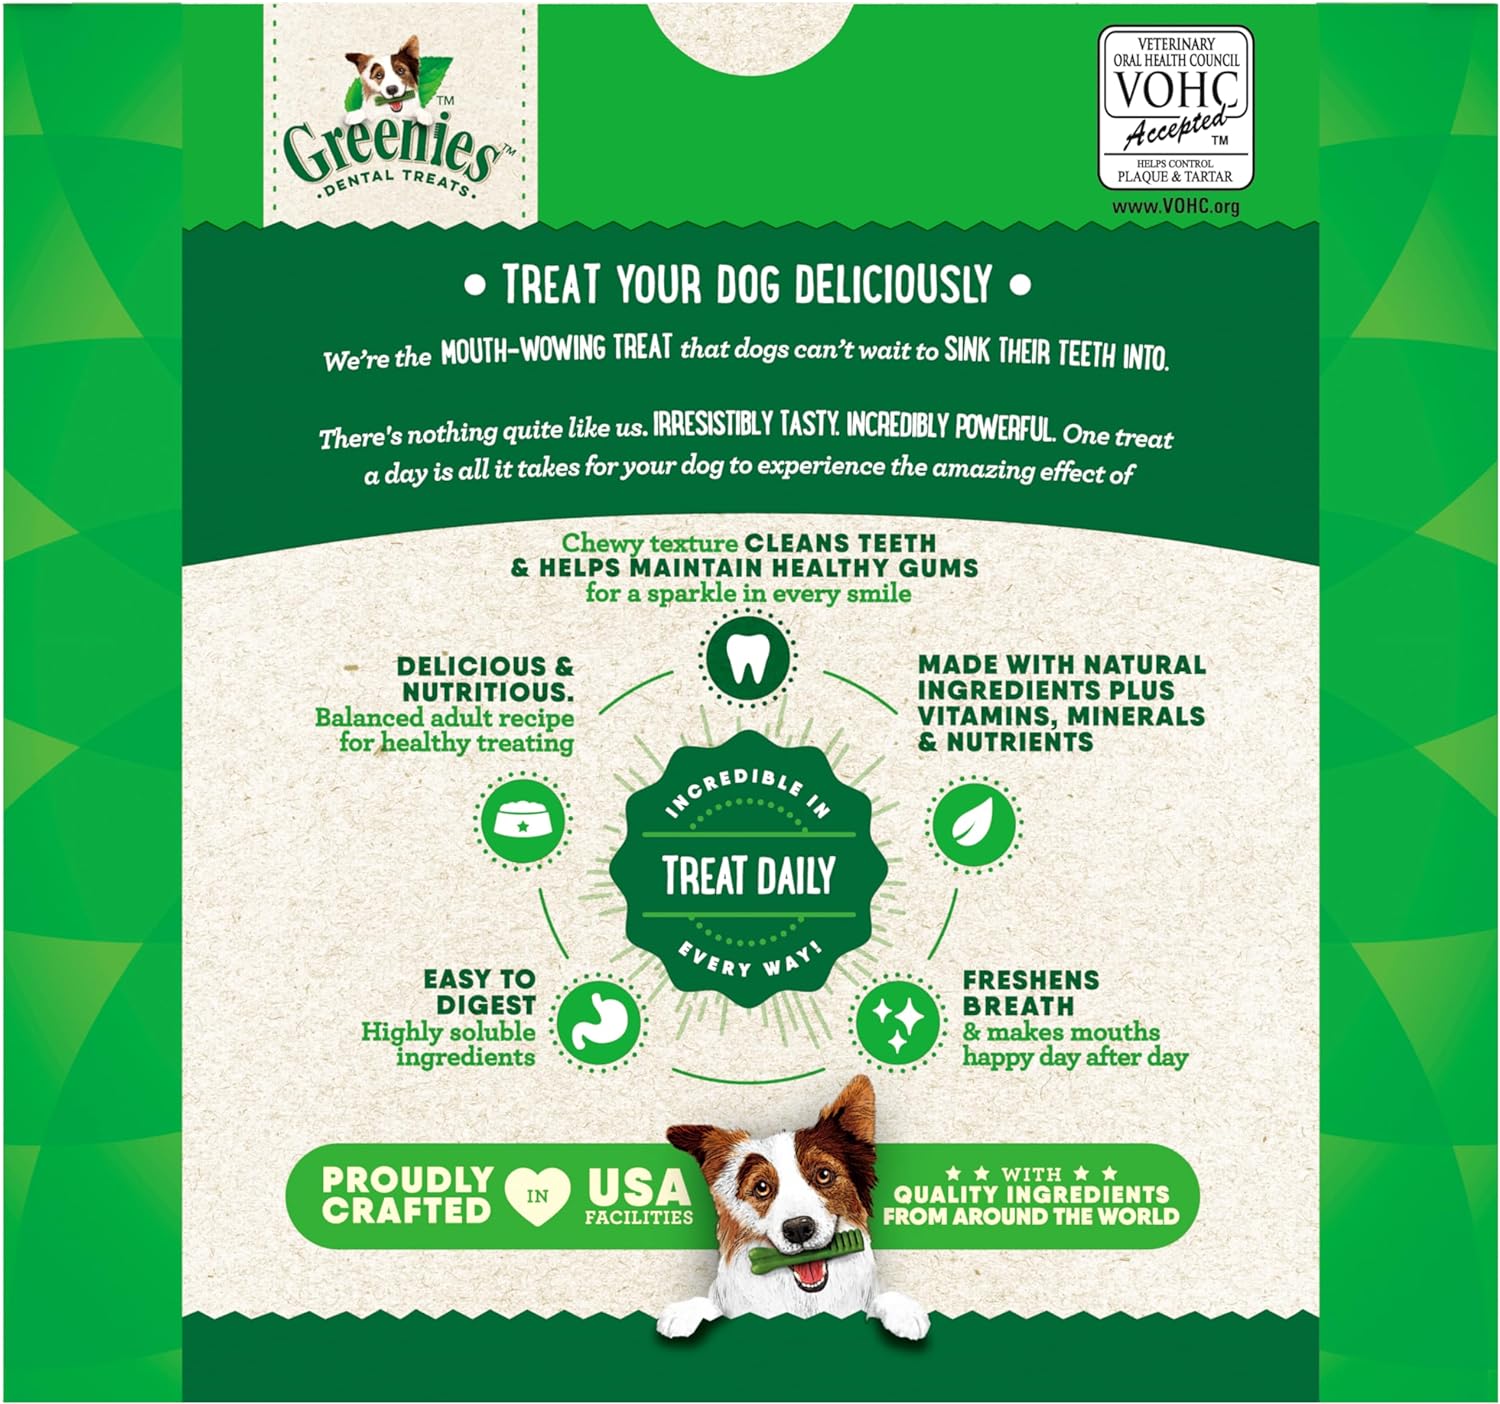 Greenies™
™
·DENTAL TREATS·
VETERINARY
ORAL HEALTH COUNCIL
VOHC
Accepted™
HELPS CONTROL
PLAQUE & TARTAR
www.VOHC.org
• TREAT YOUR DOG DELICIOUSLY •
We're the MOUTH-WOWING TREAT that dogs can't wait to SINK THEIR TEETH INTO.
There's nothing quite like us. IRRESISTIBLY TASTY. INCREDIBLY POWERFUL. One treat
a day is all it takes for your dog to experience the amazing effect of
Chewy texture CLEANS TEETH
& HELPS MAINTAIN HEALTHY GUMS
for a sparkle in every smile
DELICIOUS &
NUTRITIOUS.
Balanced adult recipe
for healthy treating
MADE WITH NATURAL
INGREDIENTS PLUS
VITAMINS, MINERALS
& NUTRIENTS
INCREDIBLE IN
TREAT DAILY
EVERY WAY!
EASY TO
DIGEST
Highly soluble
ingredients
FRESHENS
BREATH
& makes mouths
happy day after day
PROUDLY
CRAFTED
IN
USA
FACILITIES
WITH
QUALITY INGREDIENTS
FROM AROUND THE WORLD